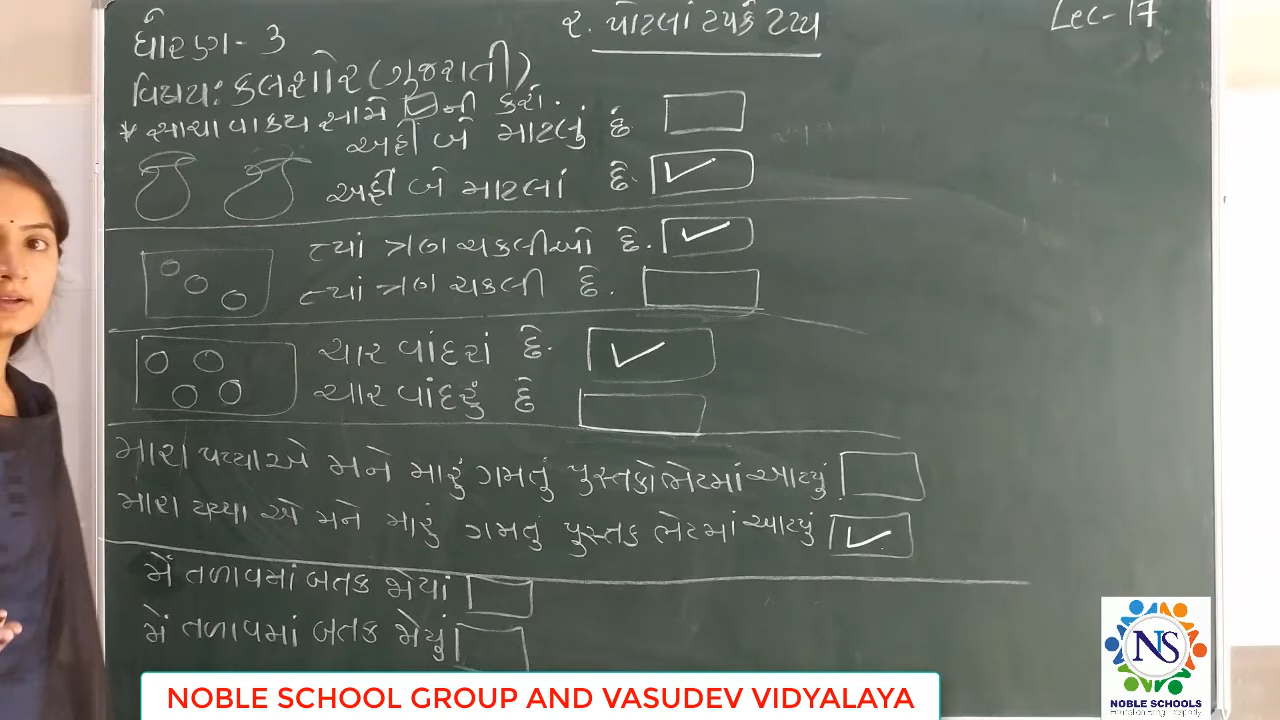 ધોરણ- 3
૨. પોટલાં ટપકે ટપ્પ
Lec-17
વિષય: કલશોર (ગુજરાતી)
* સાચા વાક્ય સામે ✓ ની કરો.
અહીં બે માટલું છે
અહીં બે માટલાં છે. ✓
ત્યાં ત્રણ ચકલીઓ છે. ✓
ત્યાં ત્રણ ચકલી છે.
ચાર વાંદરાં છે. ✓
ચાર વાંદરું છે
મારા પપ્પાએ મને મારું ગમતું પુસ્તકો ભેટમાં આપ્યું
મારા પપ્પા એ મને મારું ગમતું પુસ્તક ભેટમાં આપ્યું ✓
મેં તળાવમાં બતક જોયાં
મેં તળાવમાં બતક જોયું
NOBLE SCHOOL GROUP AND VASUDEV VIDYALAYA
NS
NOBLE SCHOOLS